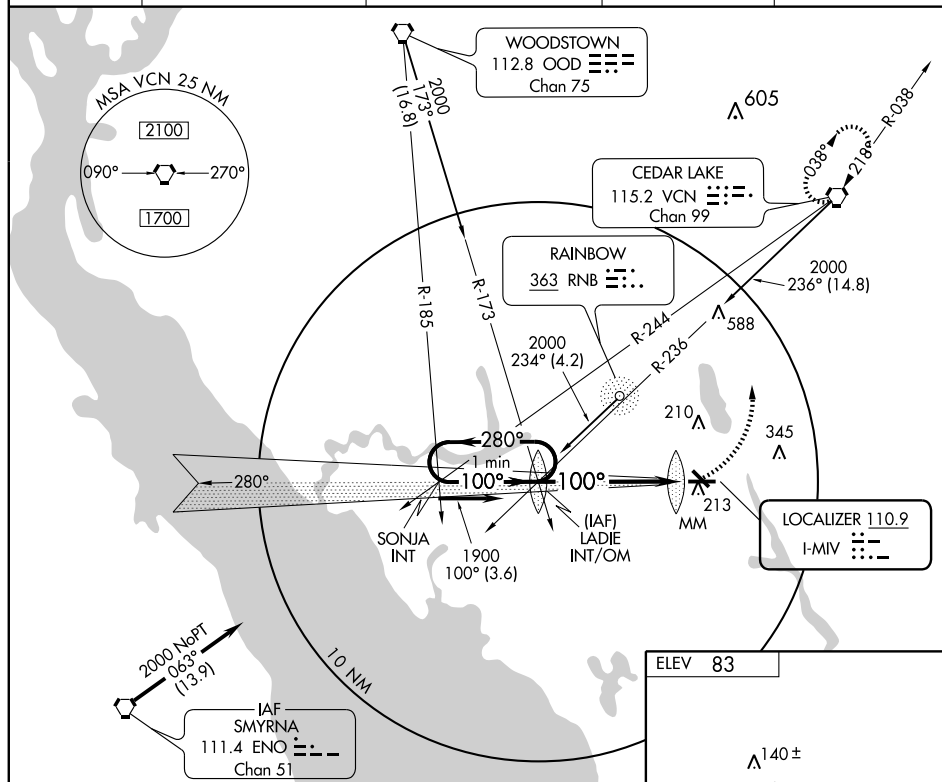 WOODSTOWN
112.8 OOD
Chan 75
2000
173°
(16.8)
MSA VCN 25 NM
2100
090°
270°
1700
605
R-038
038°
218°
CEDAR LAKE
115.2 VCN
Chan 99
RAINBOW
363 RNB
2000
236° (14.8)
R-185
R-173
R-244
R-236
588
2000
234° (4.2)
210
345
280°
1 min
100°
100°
280°
213
MM
SONJA
INT
1900
100° (3.6)
(IAF)
LADIE
INT/OM
LOCALIZER 110.9
I-MIV
2000 NoPT
063°
(13.9)
10 NM
IAF
SMYRNA
111.4 ENO
Chan 51
ELEV 83
140 ±